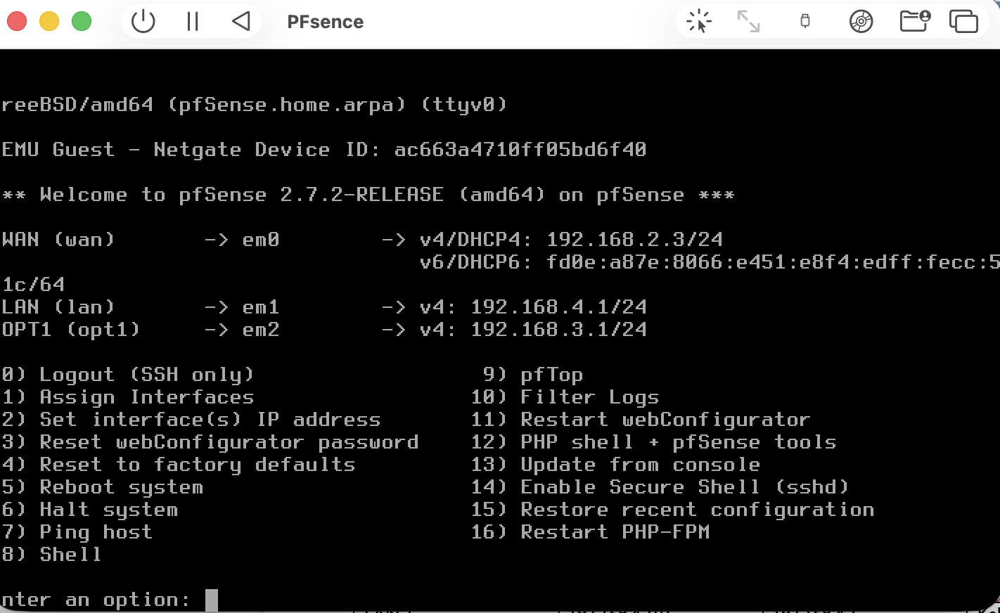 PFsence
reeBSD/amd64 (pfSense.home.arpa) (ttyv0)
EMU Guest - Netgate Device ID: ac663a4710ff05bd6f40
** Welcome to pfSense 2.7.2-RELEASE (amd64) on pfSense ***
WAN (wan) -> em0 -> v4/DHCP4: 192.168.2.3/24
v6/DHCP6: fd0e:a87e:8066:e451:e8f4:edff:fecc:5
1c/64
LAN (lan) -> em1 -> v4: 192.168.4.1/24
OPT1 (opt1) -> em2 -> v4: 192.168.3.1/24
0) Logout (SSH only) 9) pfTop
1) Assign Interfaces 10) Filter Logs
2) Set interface(s) IP address 11) Restart webConfigurator
3) Reset webConfigurator password 12) PHP shell + pfSense tools
4) Reset to factory defaults 13) Update from console
5) Reboot system 14) Enable Secure Shell (sshd)
6) Halt system 15) Restore recent configuration
7) Ping host 16) Restart PHP-FPM
8) Shell
nter an option: